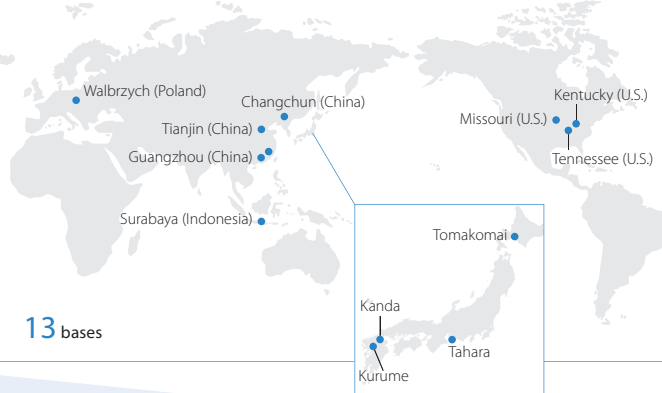 Walbrzych (Poland)
Changchun (China)
Kentucky (U.S.)
Missouri (U.S.)
Tianjin (China)
Guangzhou (China)
Tennessee (U.S.)
Surabaya (Indonesia)
Tomakomai
Kanda
13 bases
Tahara
Kurume